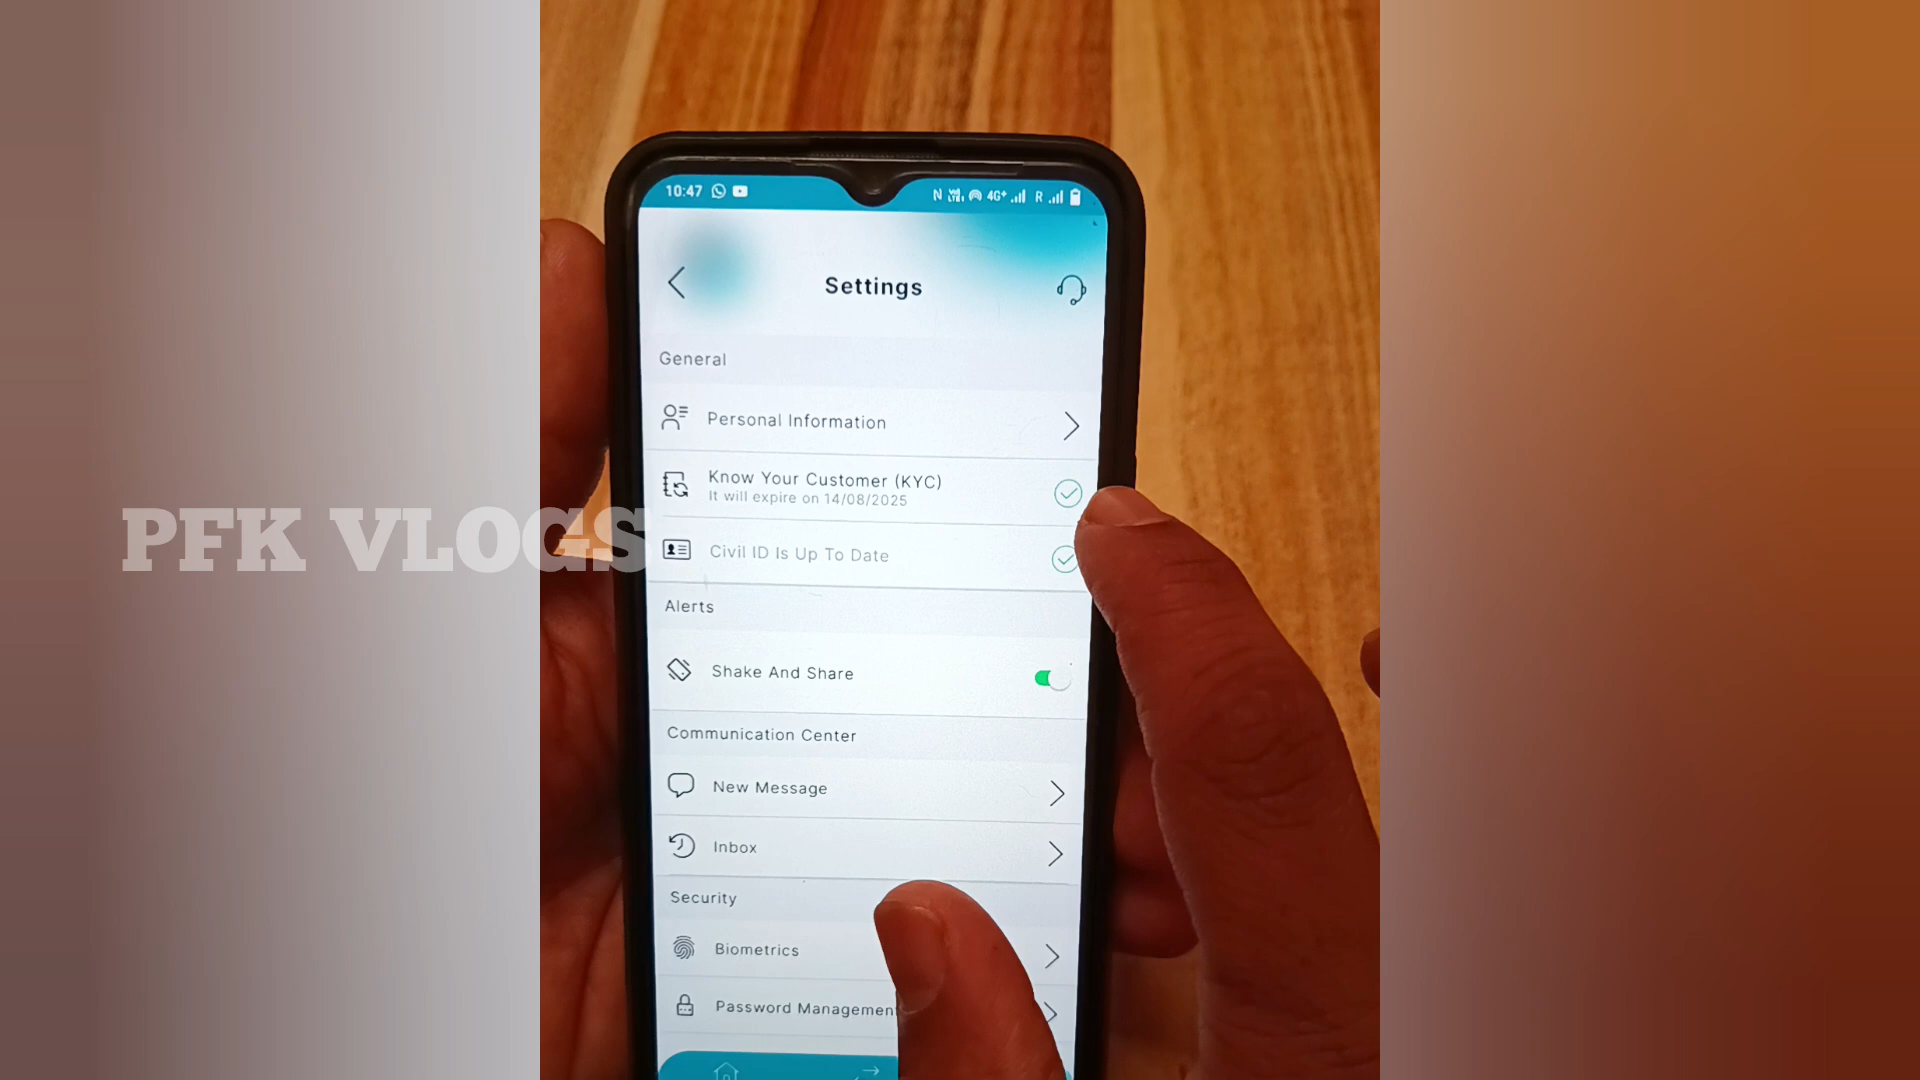 10:47
N 4G+ R
Settings
General
Personal Information
Know Your Customer (KYC)
It will expire on 14/08/2025
PFK VLOGS
Civil ID Is Up To Date
Alerts
Shake And Share
Communication Center
New Message
Inbox
Security
Biometrics
Password Managemen